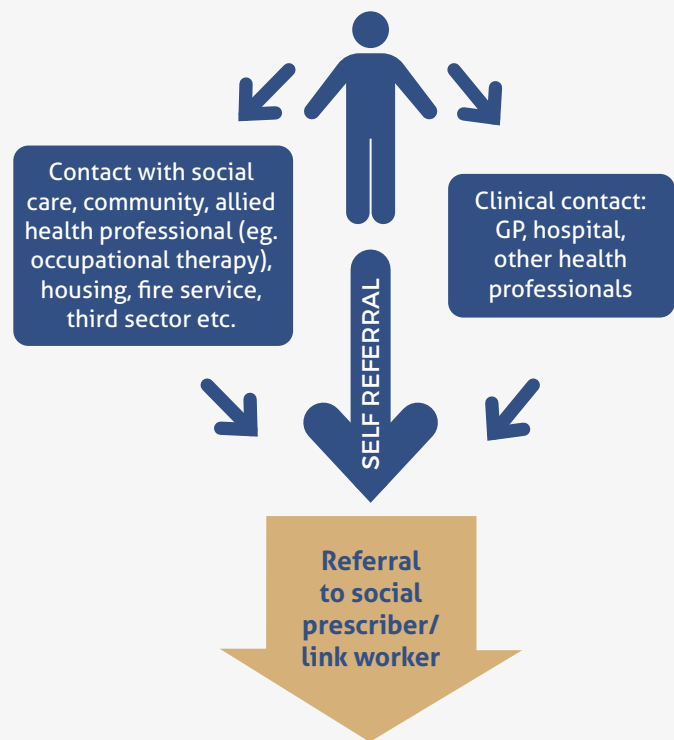 Contact with social
care, community, allied
health professional (eg.
occupational therapy),
housing, fire service,
third sector etc.
Clinical contact:
GP, hospital,
other health
professionals
SELF REFERRAL
Referral
to social
prescriber/
link worker